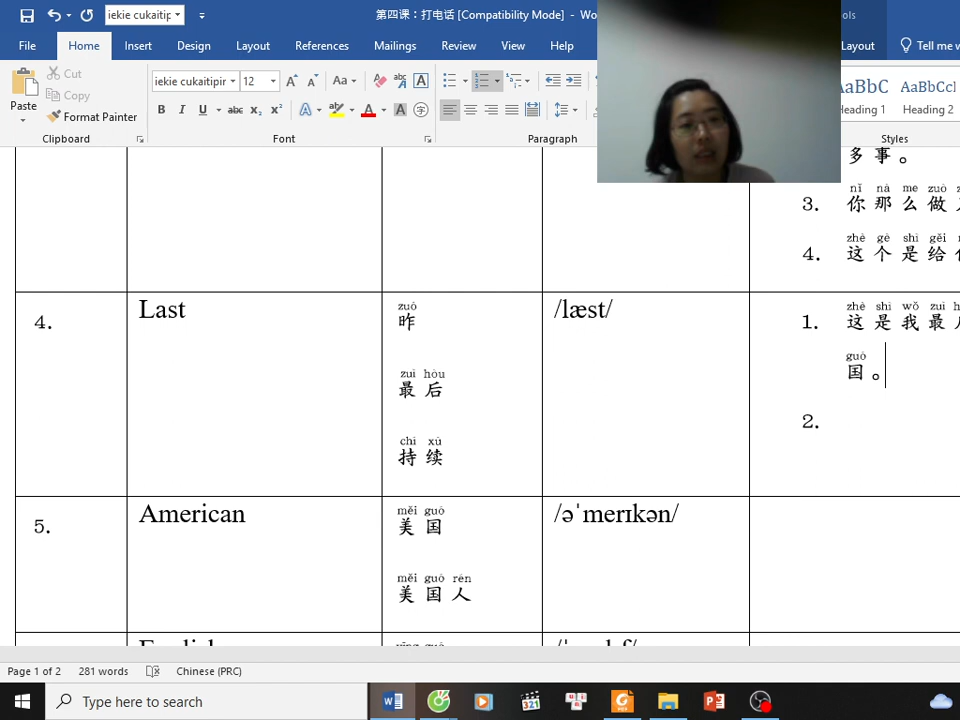 iekie cukaitip
第四课：打电话 [Compatibility Mode] - Wo
ols
File Home Insert Design Layout References Mailings Review View Help Layout Tell me w
Paste
Cut
Copy
Format Painter
iekie cukaitipir 12
AaBbC AaBbCcl
Heading 1 Heading 2
Clipboard Font Paragraph Styles
多事。
3. nǐ nà me zuò
你那么做
4. zhè gè shì gěi
这个是给
4. Last
zuó
昨
zuì hòu
最后
chí xù
持续
/læst/
1. zhè shì wǒ zuì
这是我最
guó
国。
2.
5. American
měi guó
美国
měi guó rén
美国人
/əˈmerɪkən/
Page 1 of 2 281 words Chinese (PRC)
Type here to search